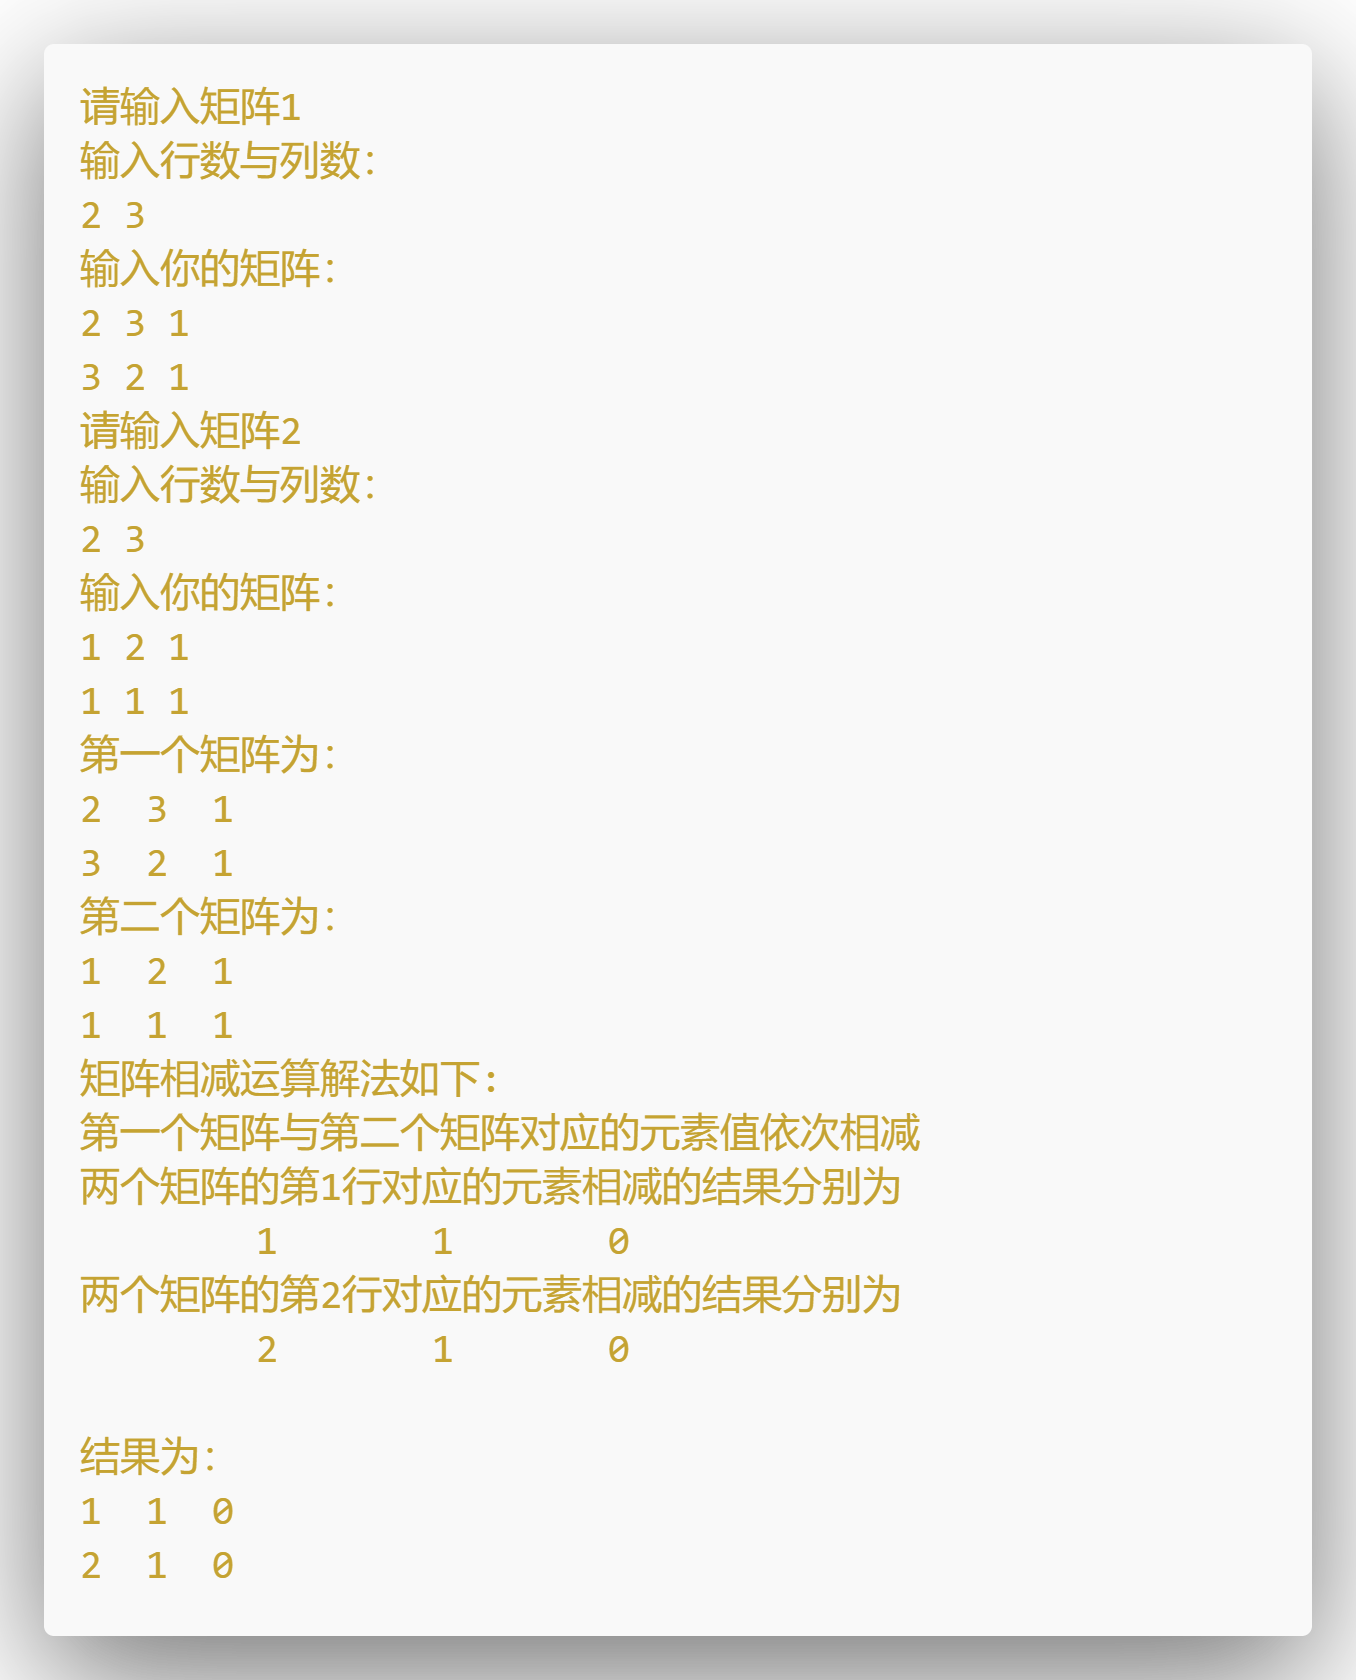 请输入矩阵1
输入行数与列数：
2 3
输入你的矩阵：
2 3 1
3 2 1
请输入矩阵2
输入行数与列数：
2 3
输入你的矩阵：
1 2 1
1 1 1
第一个矩阵为：
2  3  1
3  2  1
第二个矩阵为：
1  2  1
1  1  1
矩阵相减运算解法如下:
第一个矩阵与第二个矩阵对应的元素值依次相减
两个矩阵的第1行对应的元素相减的结果分别为
        1       1       0
两个矩阵的第2行对应的元素相减的结果分别为
        2       1       0

结果为：
1  1  0
2  1  0